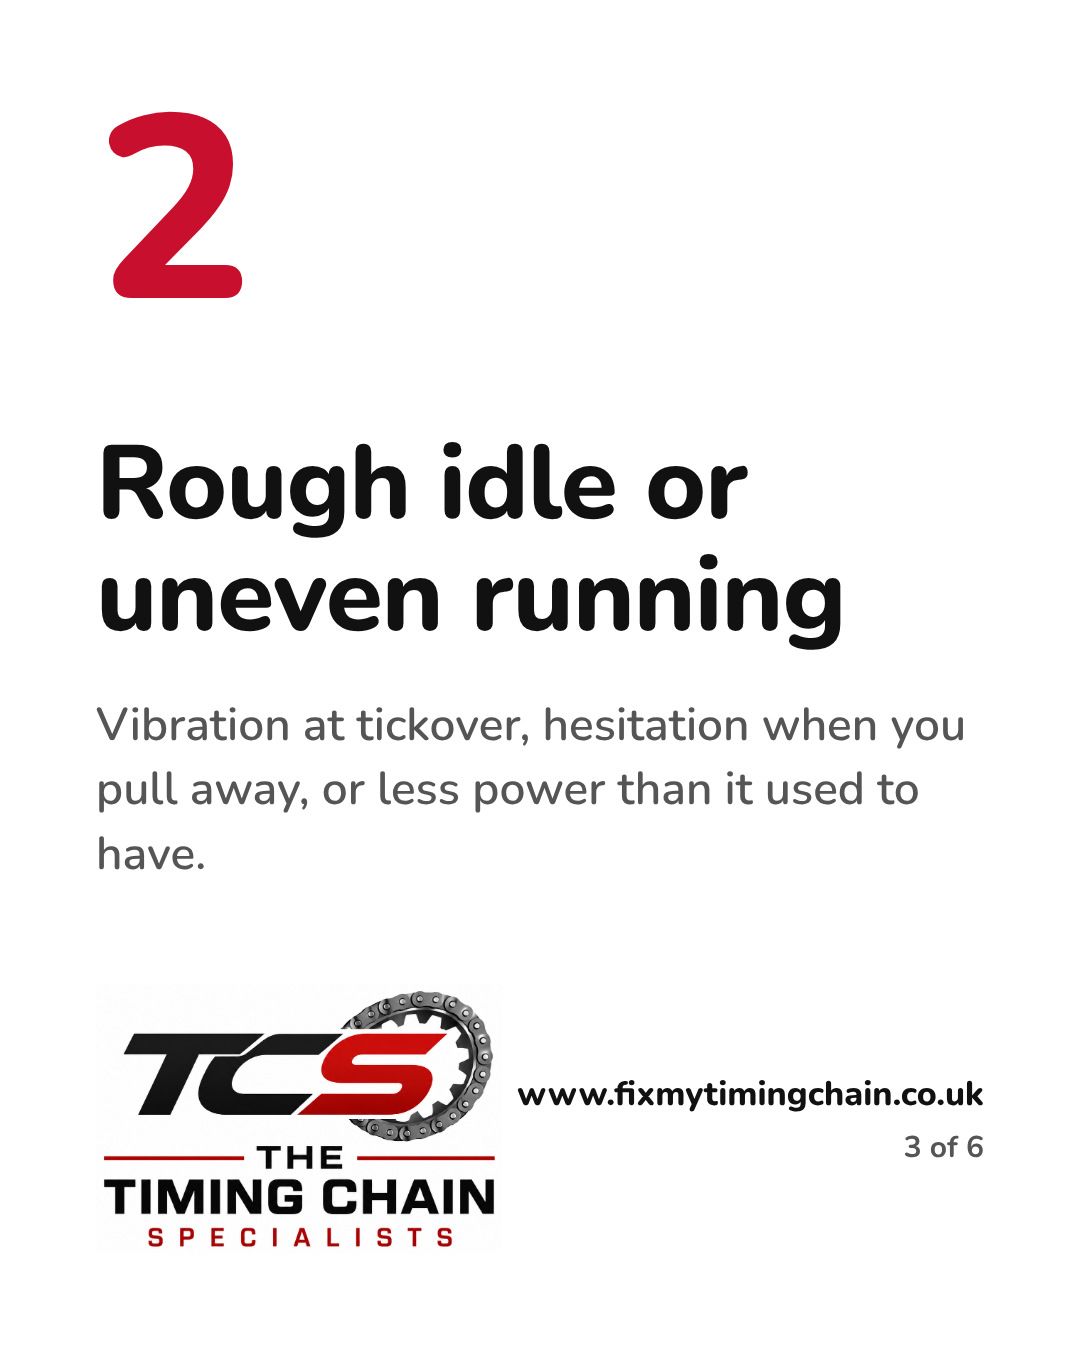 2
Rough idle or
uneven running
Vibration at tickover, hesitation when you
pull away, or less power than it used to
have.
TCS
THE
TIMING CHAIN
SPECIALISTS
www.fixmytimingchain.co.uk
3 of 6